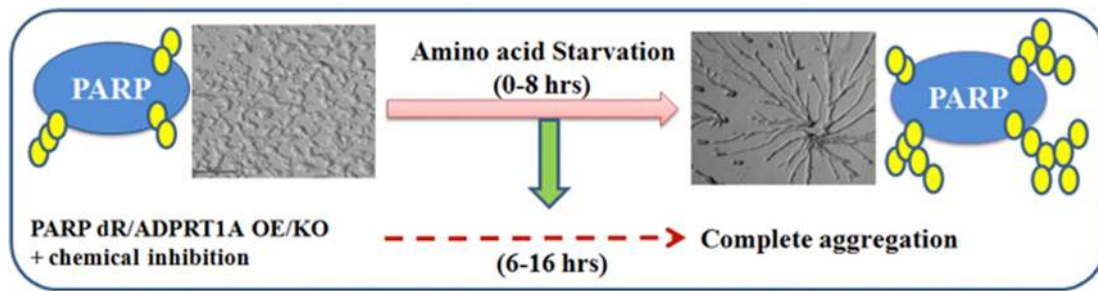 PARP
Amino acid Starvation
(0-8 hrs)
PARP
PARP dR/ADPRT1A OE/KO
+ chemical inhibition
(6-16 hrs)
Complete aggregation